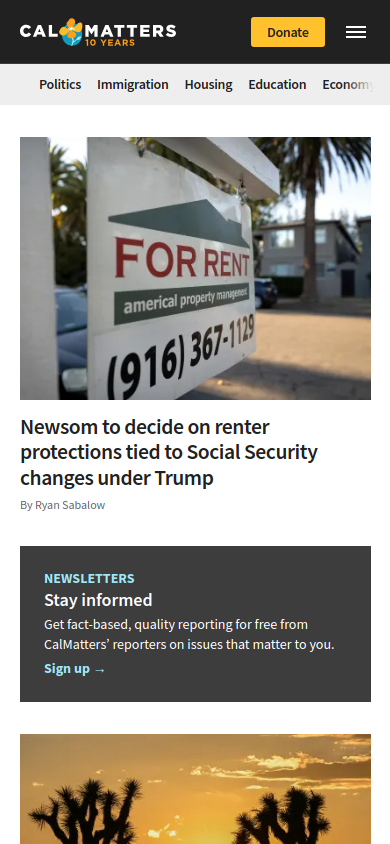 CALMATTERS
10 YEARS
Donate
Politics Immigration Housing Education Economy
FOR RENT
americal property management
(916) 367-1129
Newsom to decide on renter
protections tied to Social Security
changes under Trump
By Ryan Sabalow
NEWSLETTERS
Stay informed
Get fact-based, quality reporting for free from
CalMatters’ reporters on issues that matter to you.
Sign up →